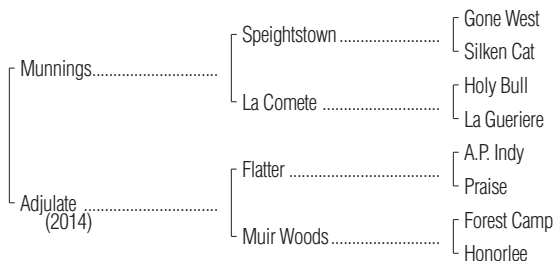 Gone West
Speightstown
Silken Cat
Munnings
Holy Bull
La Comete
La Gueriere
A.P. Indy
Flatter
Praise
Adjulate
(2014)
Forest Camp
Muir Woods
Honorlee